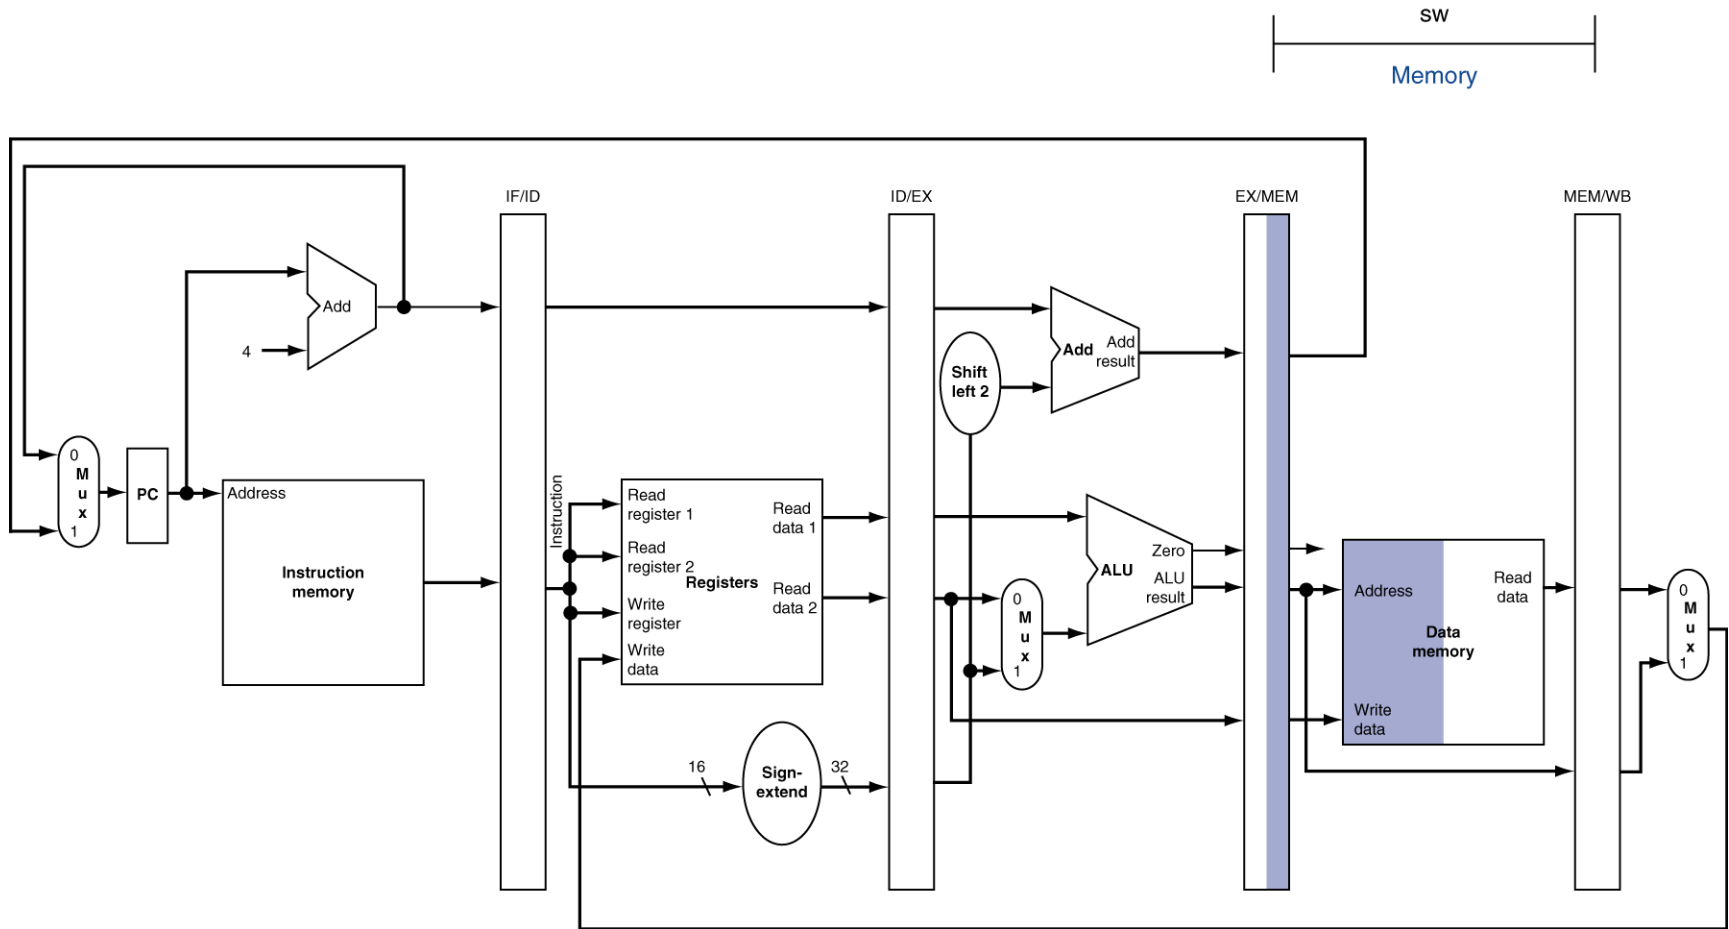 SW
Memory
IF/ID
ID/EX
EX/MEM
MEM/WB
Add
4
Add
Add
result
Shift
left 2
0
M
u
x
1
PC
Address
Instruction
memory
Instruction
Read
register 1
Read
register 2
Registers
Write
register
Write
data
Read
data 1
Read
data 2
0
M
u
x
1
Zero
ALU
ALU
result
Address
Read
data
Data
memory
Write
data
0
M
u
x
1
16
Sign-
extend
32